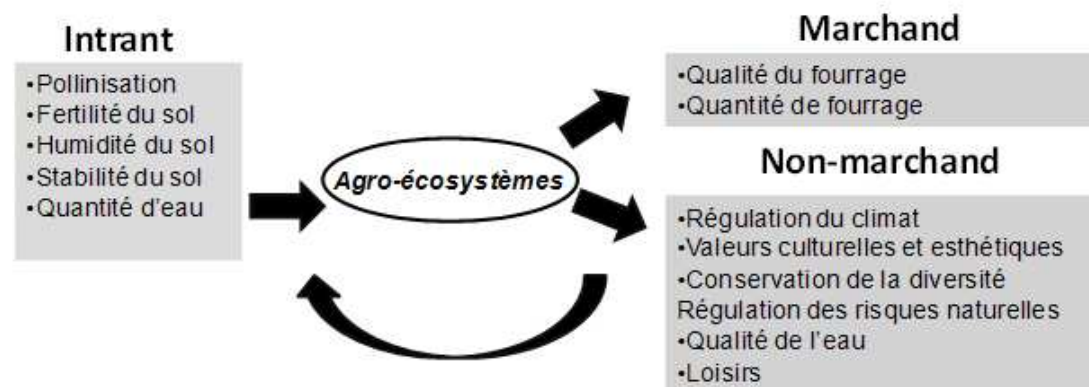 Intrant
•Pollinisation
•Fertilité du sol
•Humidité du sol
•Stabilité du sol
•Quantité d'eau
Agro-écosystèmes
Marchand
•Qualité du fourrage
•Quantité de fourrage
Non-marchand
•Régulation du climat
•Valeurs culturelles et esthétiques
•Conservation de la diversité
Régulation des risques naturelles
•Qualité de l'eau
•Loisirs